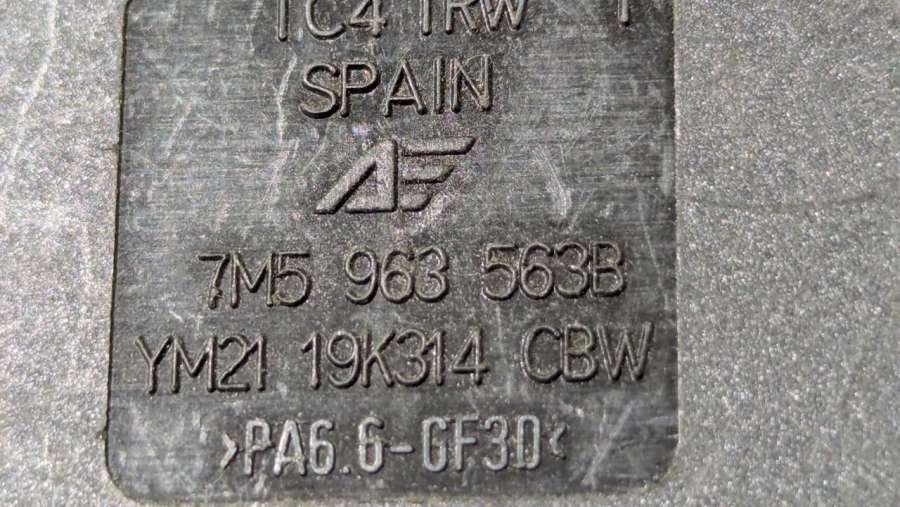 TC4 TRW
SPAIN
7M5 963 563B
YM21 19K314 CBW
>PA6.6-GF30<